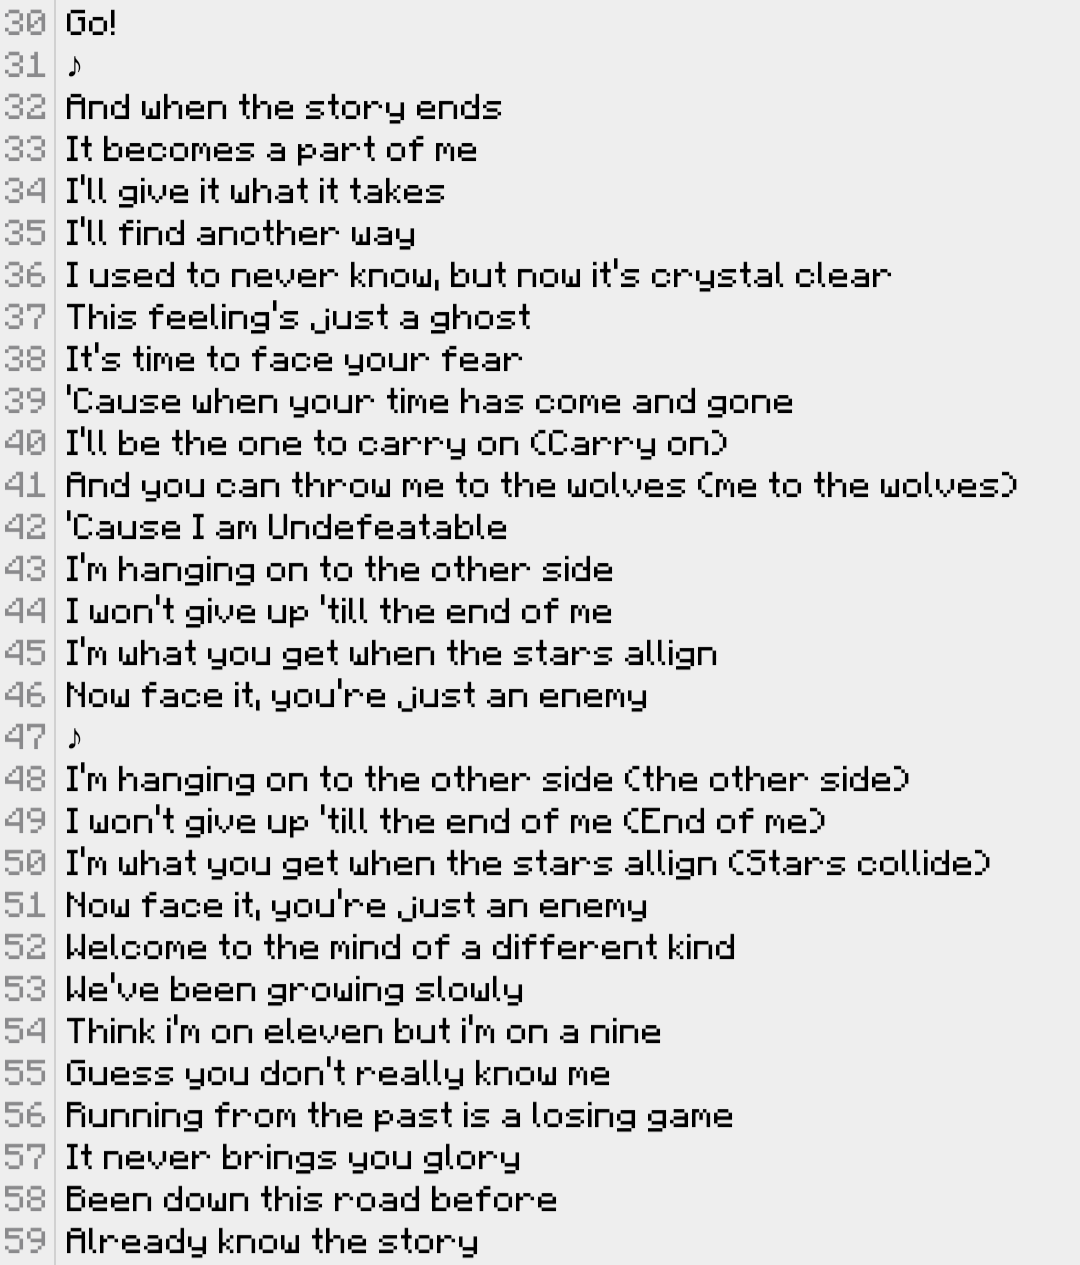 30 Go!
31 ♪
32 And when the story ends
33 It becomes a part of me
34 I'll give it what it takes
35 I'll find another way
36 I used to never know, but now it's crystal clear
37 This feeling's just a ghost
38 It's time to face your fear
39 'Cause when your time has come and gone
40 I'll be the one to carry on (Carry on)
41 And you can throw me to the wolves (me to the wolves)
42 'Cause I am Undefeatable
43 I'm hanging on to the other side
44 I won't give up 'till the end of me
45 I'm what you get when the stars allign
46 Now face it, you're just an enemy
47 ♪
48 I'm hanging on to the other side (the other side)
49 I won't give up 'till the end of me (End of me)
50 I'm what you get when the stars allign (Stars collide)
51 Now face it, you're just an enemy
52 Welcome to the mind of a different kind
53 We've been growing slowly
54 Think i'm on eleven but i'm on a nine
55 Guess you don't really know me
56 Running from the past is a losing game
57 It never brings you glory
58 Been down this road before
59 Already know the story